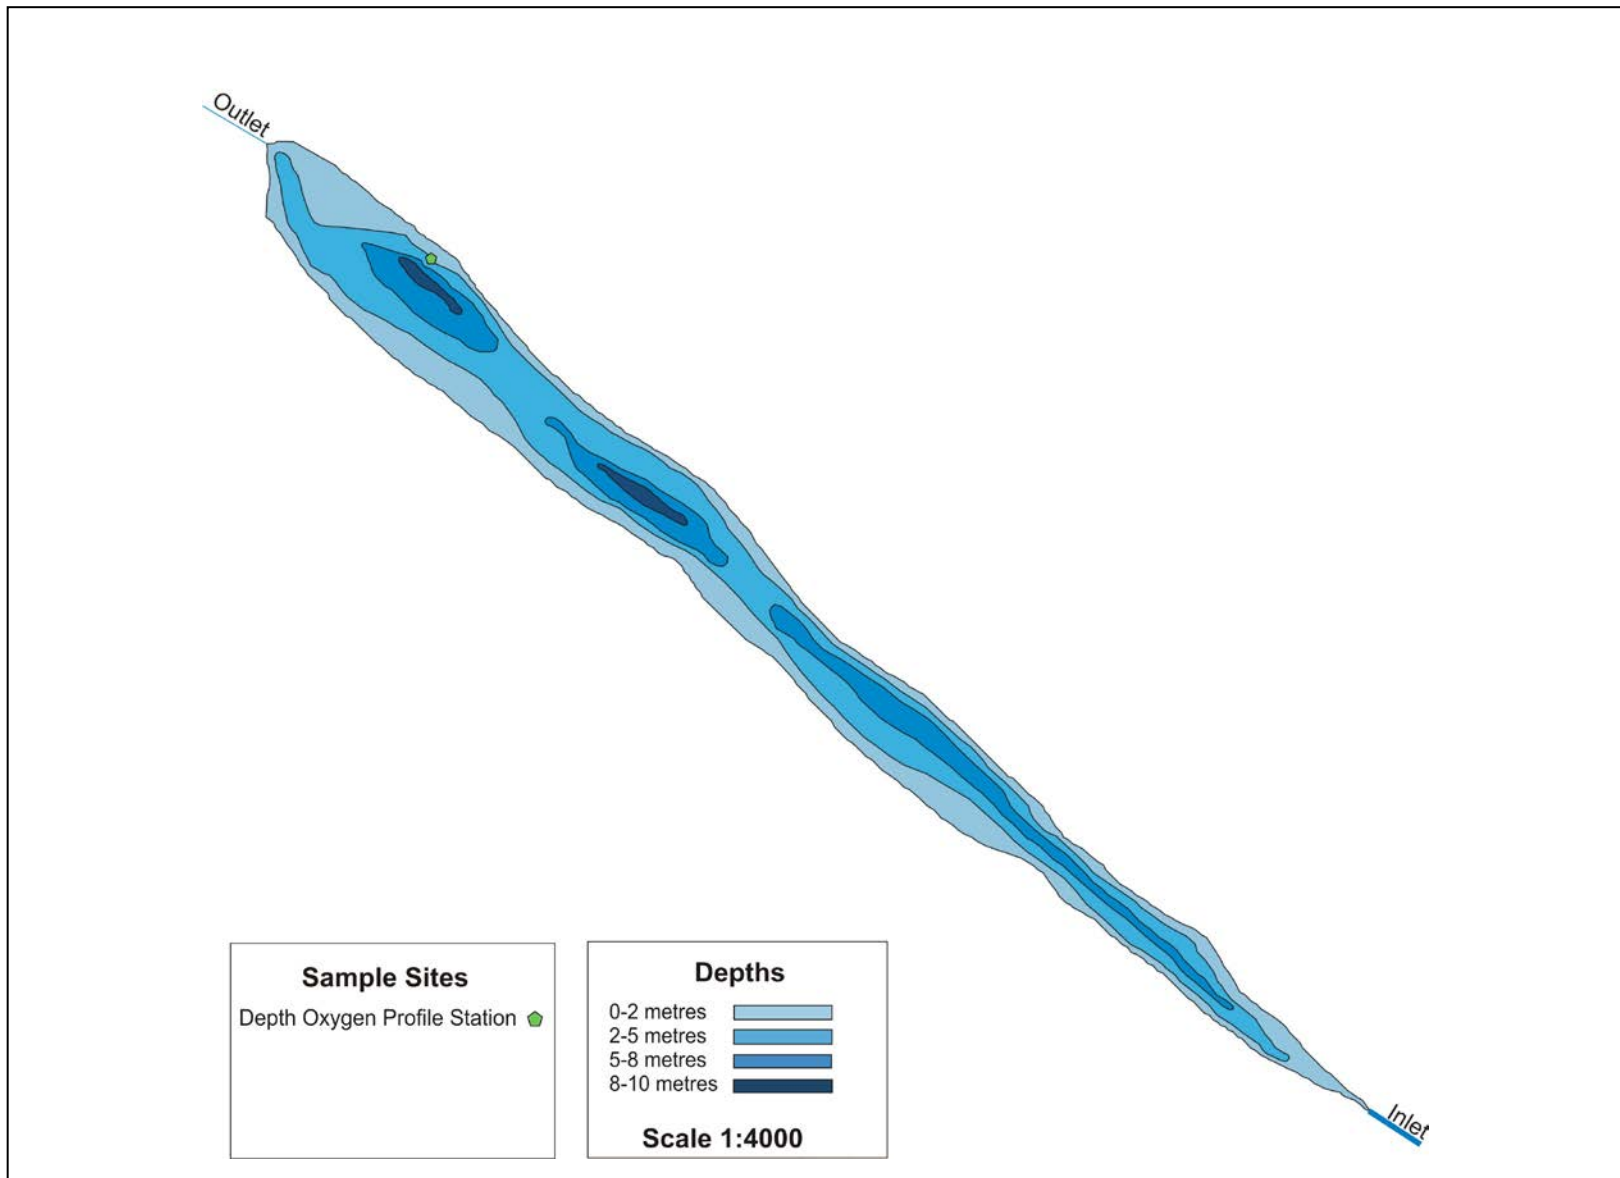 Outlet
Sample Sites
Depth Oxygen Profile Station
Depths
0-2 metres
2-5 metres
5-8 metres
8-10 metres
Scale 1:4000
Inlet